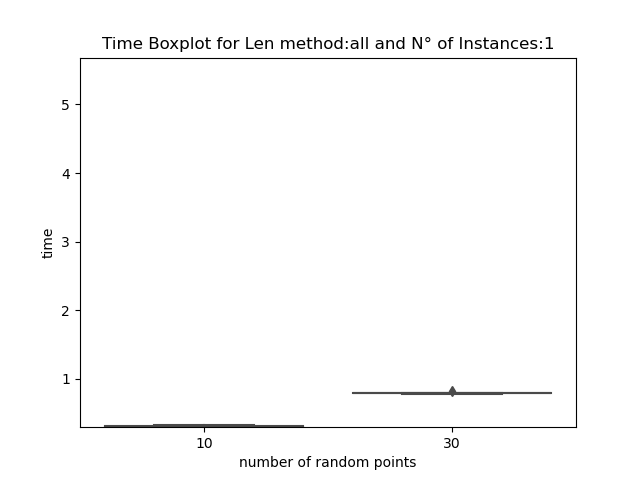 Time Boxplot for Len method:all and N° of Instances:1
5
4
3
2
1
time
10 30
number of random points